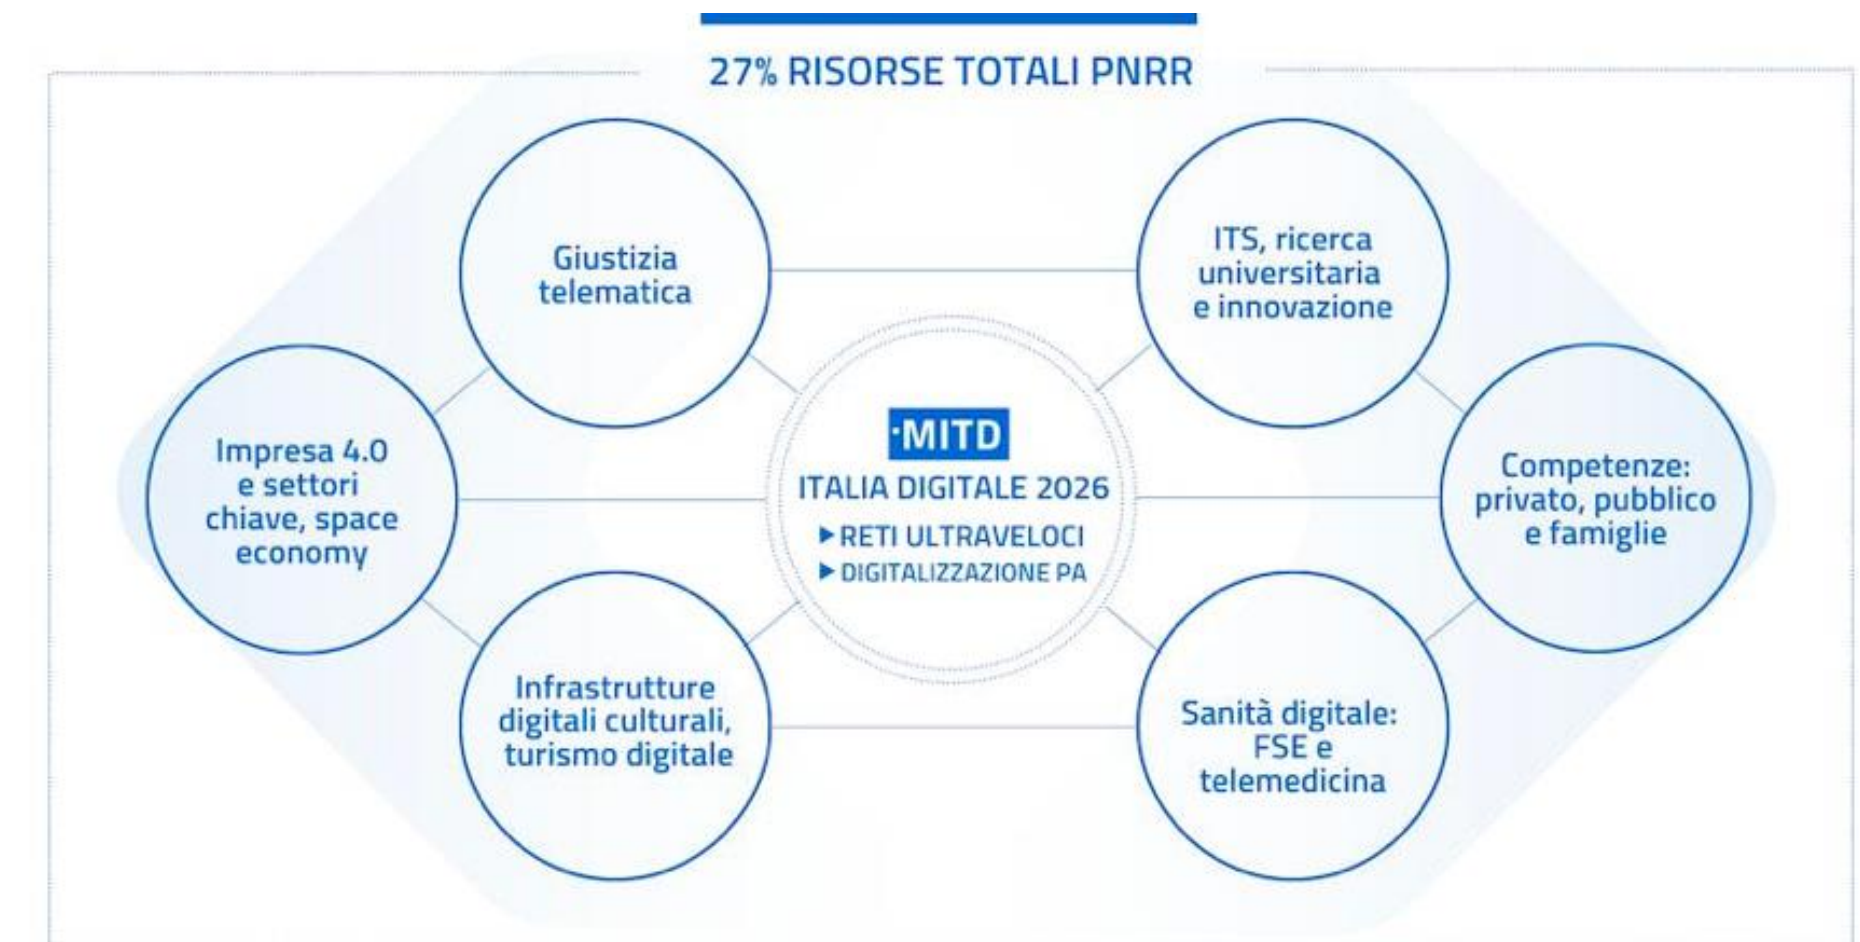 27% RISORSE TOTALI PNRR
Giustizia
telematica
ITS, ricerca
universitaria
e innovazione
Impresa 4.0
e settori
chiave, space
economy
·MITD
ITALIA DIGITALE 2026
▶ RETI ULTRAVELOCI
▶ DIGITALIZZAZIONE PA
Competenze:
privato, pubblico
e famiglie
Infrastrutture
digitali culturali,
turismo digitale
Sanità digitale:
FSE e
telemedicina